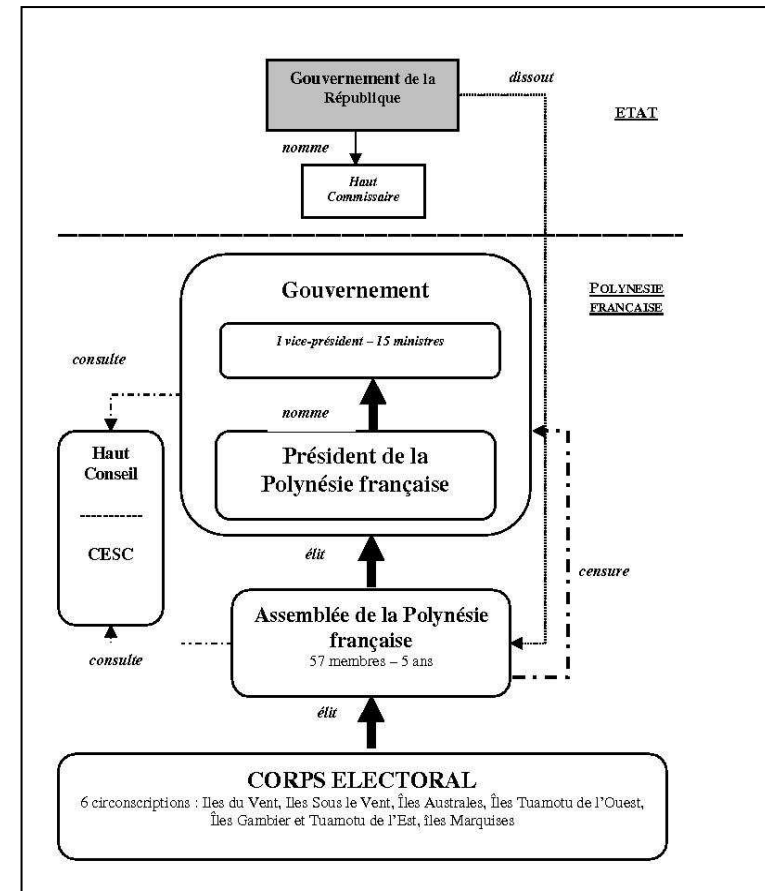 Gouvernement de la
République
dissout
ETAT
nomme
Haut
Commissaire
Gouvernement
POLYNESIE
FRANCAISE
1 vice-président – 15 ministres
consulte
nomme
Haut
Conseil
----------
CESC
Président de la
Polynésie française
élit
censure
Assemblée de la Polynésie
française
57 membres – 5 ans
consulte
élit
CORPS ELECTORAL
6 circonscriptions : Iles du Vent, Iles Sous le Vent, Îles Australes, Îles Tuamotu de l'Ouest,
Îles Gambier et Tuamotu de l'Est, îles Marquises